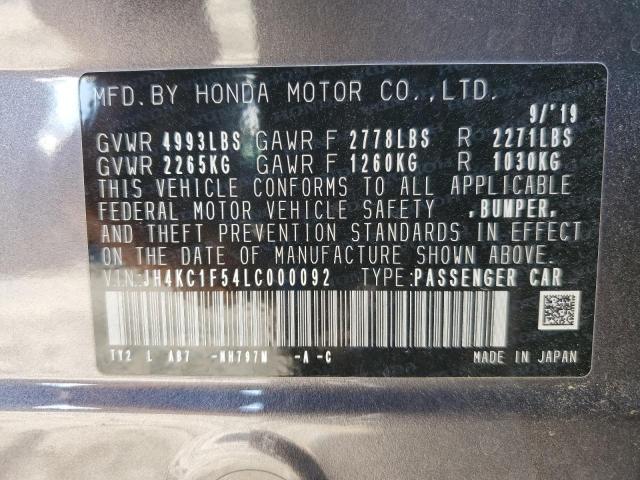 MFD. BY HONDA MOTOR CO., LTD.
9/'19
GVWR 4993LBS GAWR F 2778LBS R 2271LBS
GVWR 2265KG GAWR F 1260KG R 1030KG
THIS VEHICLE CONFORMS TO ALL APPLICABLE
FEDERAL MOTOR VEHICLE SAFETY , BUMPER,
AND THEFT PREVENTION STANDARDS IN EFFECT
ON THE DATE OF MANUFACTURE SHOWN ABOVE.
V.I.N: JH4KC1F54LC000092 TYPE: PASSENGER CAR
TY2 L AB7 -NH797M -A -C MADE IN JAPAN